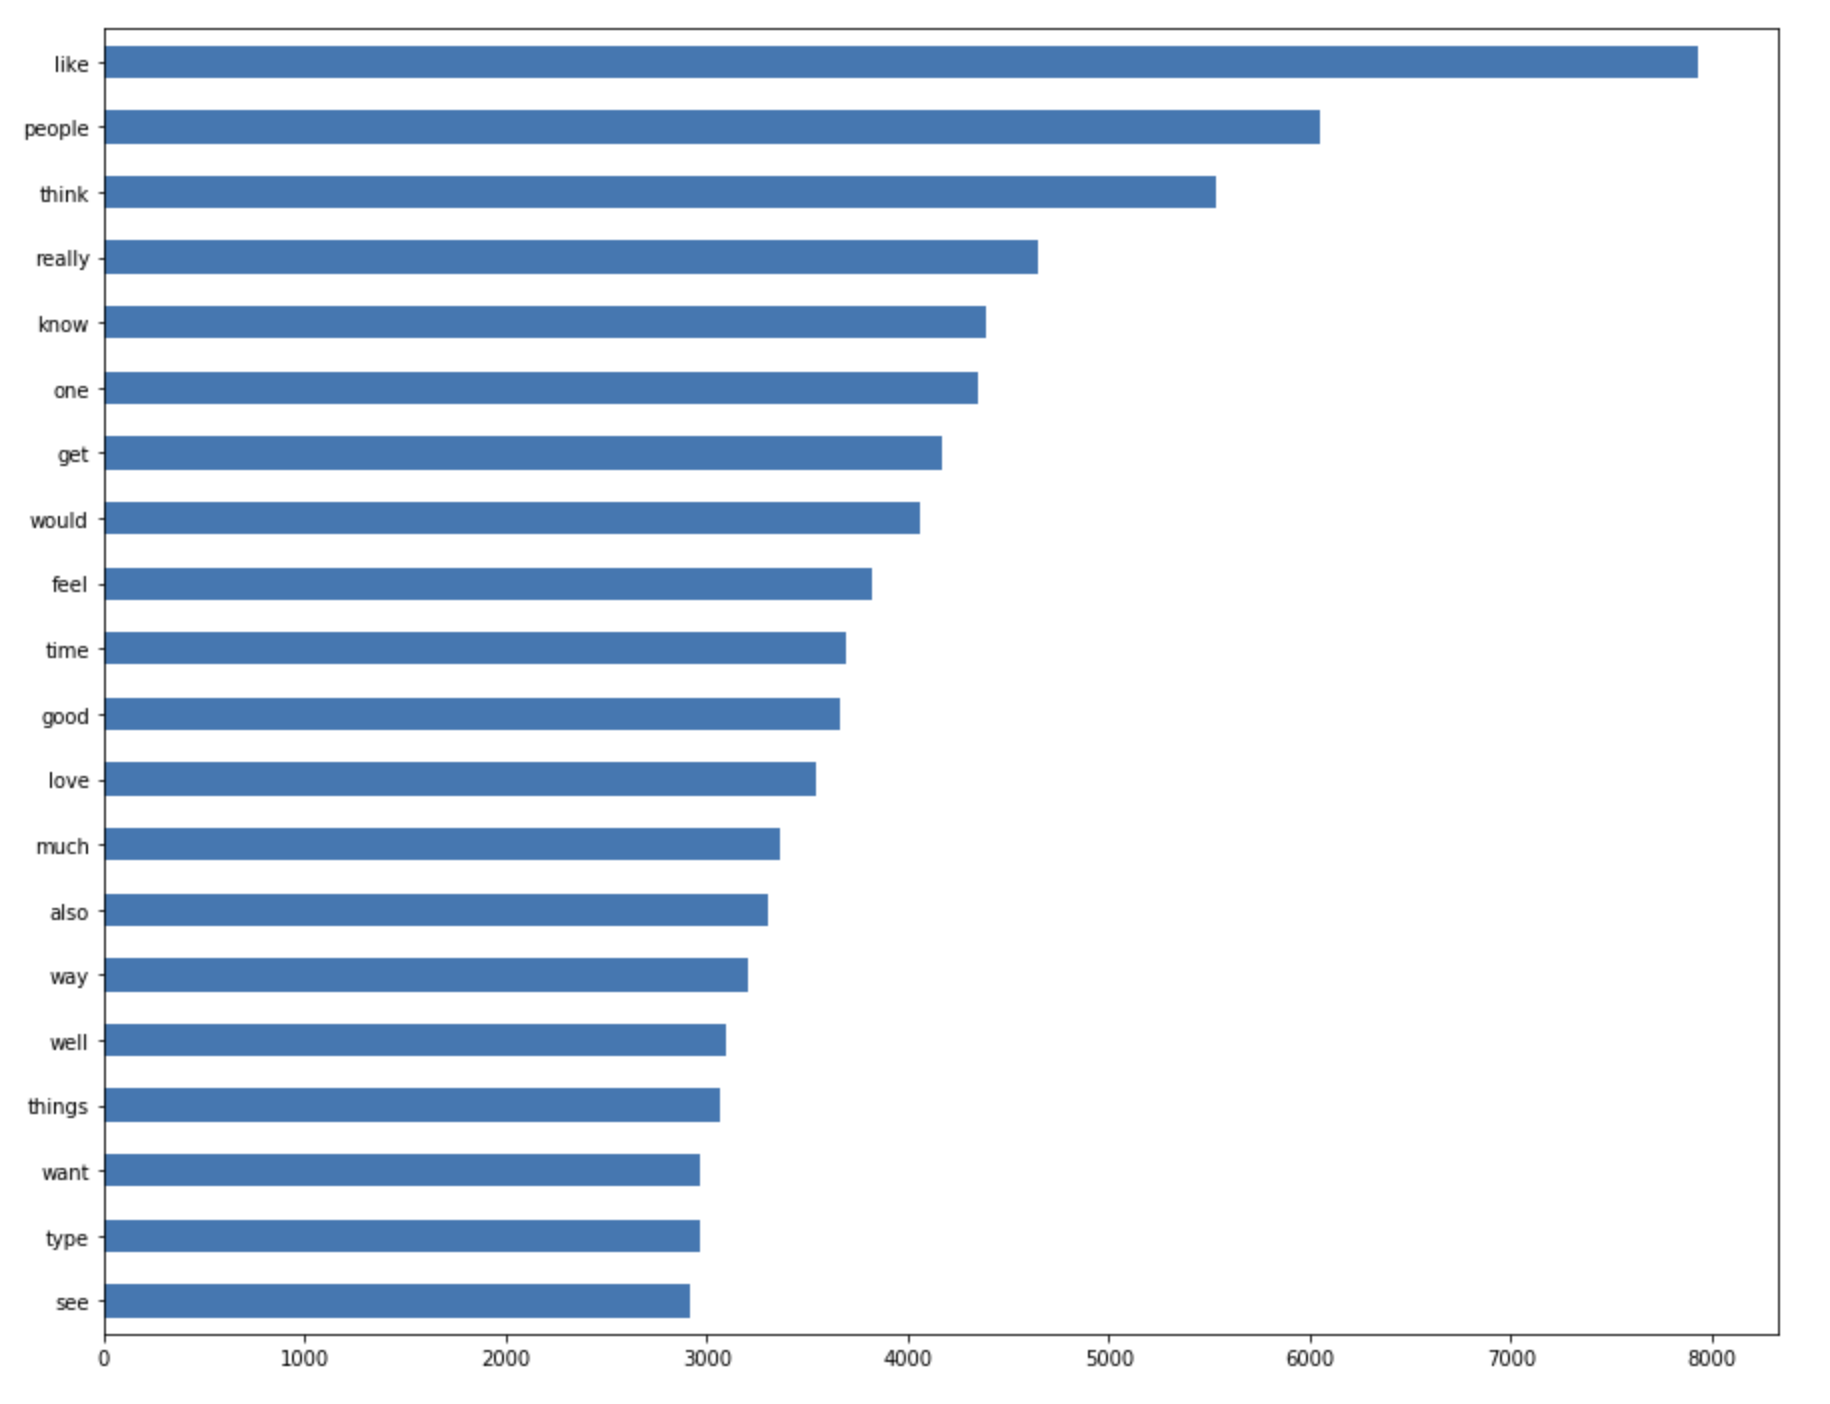 like
people
think
really
know
one
get
would
feel
time
good
love
much
also
way
well
things
want
type
see
0 1000 2000 3000 4000 5000 6000 7000 8000